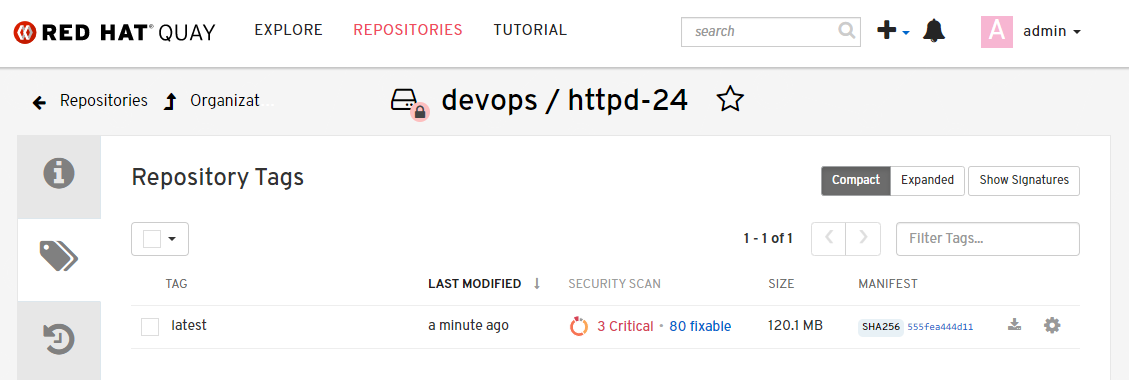 RED HAT® QUAY EXPLORE REPOSITORIES TUTORIAL search A admin
Repositories Organizat devops / httpd-24
Repository Tags Compact Expanded Show Signatures
1 - 1 of 1 Filter Tags...
TAG LAST MODIFIED SECURITY SCAN SIZE MANIFEST
latest a minute ago 3 Critical • 80 fixable 120.1 MB SHA256 555fea444d11